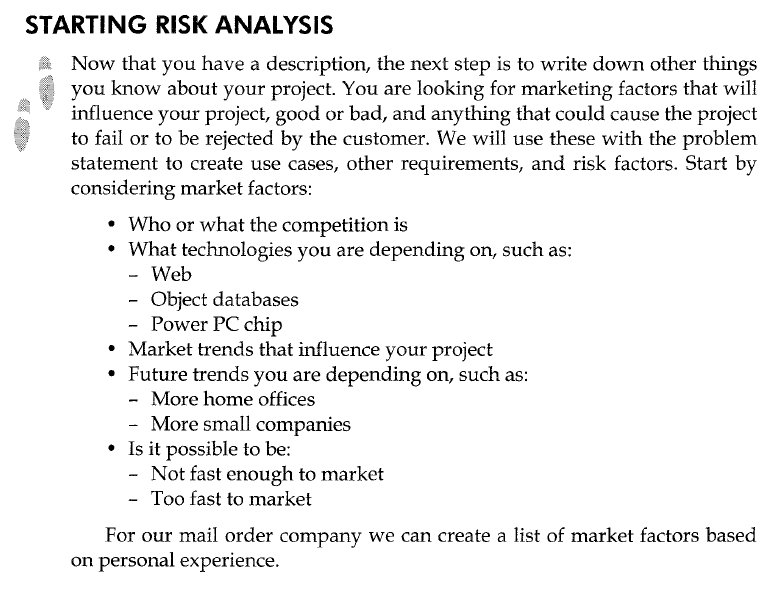 STARTING RISK ANALYSIS
Now that you have a description, the next step is to write down other things
you know about your project. You are looking for marketing factors that will
influence your project, good or bad, and anything that could cause the project
to fail or to be rejected by the customer. We will use these with the problem
statement to create use cases, other requirements, and risk factors. Start by
considering market factors:
• Who or what the competition is
• What technologies you are depending on, such as:
– Web
– Object databases
– Power PC chip
• Market trends that influence your project
• Future trends you are depending on, such as:
– More home offices
– More small companies
• Is it possible to be:
– Not fast enough to market
– Too fast to market
For our mail order company we can create a list of market factors based
on personal experience.